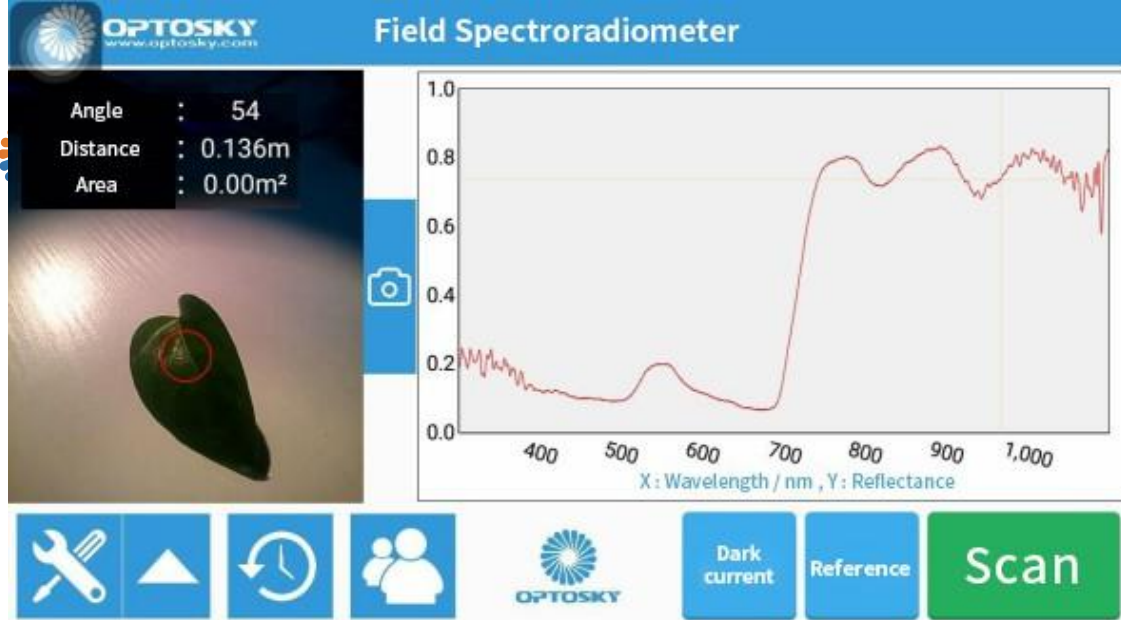 OPTOSKY
www.optosky.com
Field Spectroradiometer
Angle : 54
Distance : 0.136m
Area : 0.00m²
1.0
0.8
0.6
0.4
0.2
0.0
400 500 600 700 800 900 1,000
X : Wavelength / nm , Y : Reflectance
OPTOSKY
Dark
current
Reference
Scan